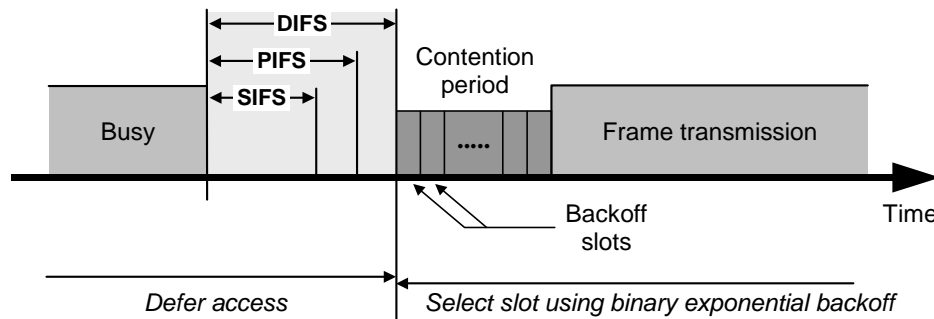 DIFS
PIFS
SIFS
Contention
period
Busy
.....
Frame transmission
Time
Backoff
slots
Defer access
Select slot using binary exponential backoff